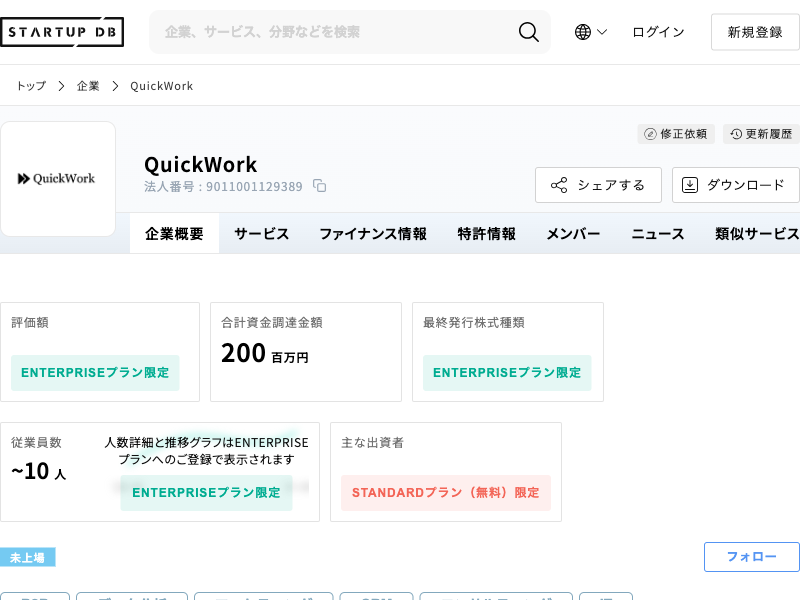 STARTUP DB
企業、サービス、分野などを検索
ログイン
新規登録
トップ
企業
QuickWork
修正依頼
更新履歴
QuickWork
QuickWork
法人番号 : 9011001129389
シェアする
ダウンロード
企業概要
サービス
ファイナンス情報
特許情報
メンバー
ニュース
類似サービス
評価額
ENTERPRISEプラン限定
合計資金調達金額
200 百万円
最終発行株式種類
ENTERPRISEプラン限定
従業員数
~10 人
人数詳細と推移グラフはENTERPRISE
プランへのご登録で表示されます
ENTERPRISEプラン限定
主な出資者
STANDARDプラン（無料）限定
未上場
フォロー